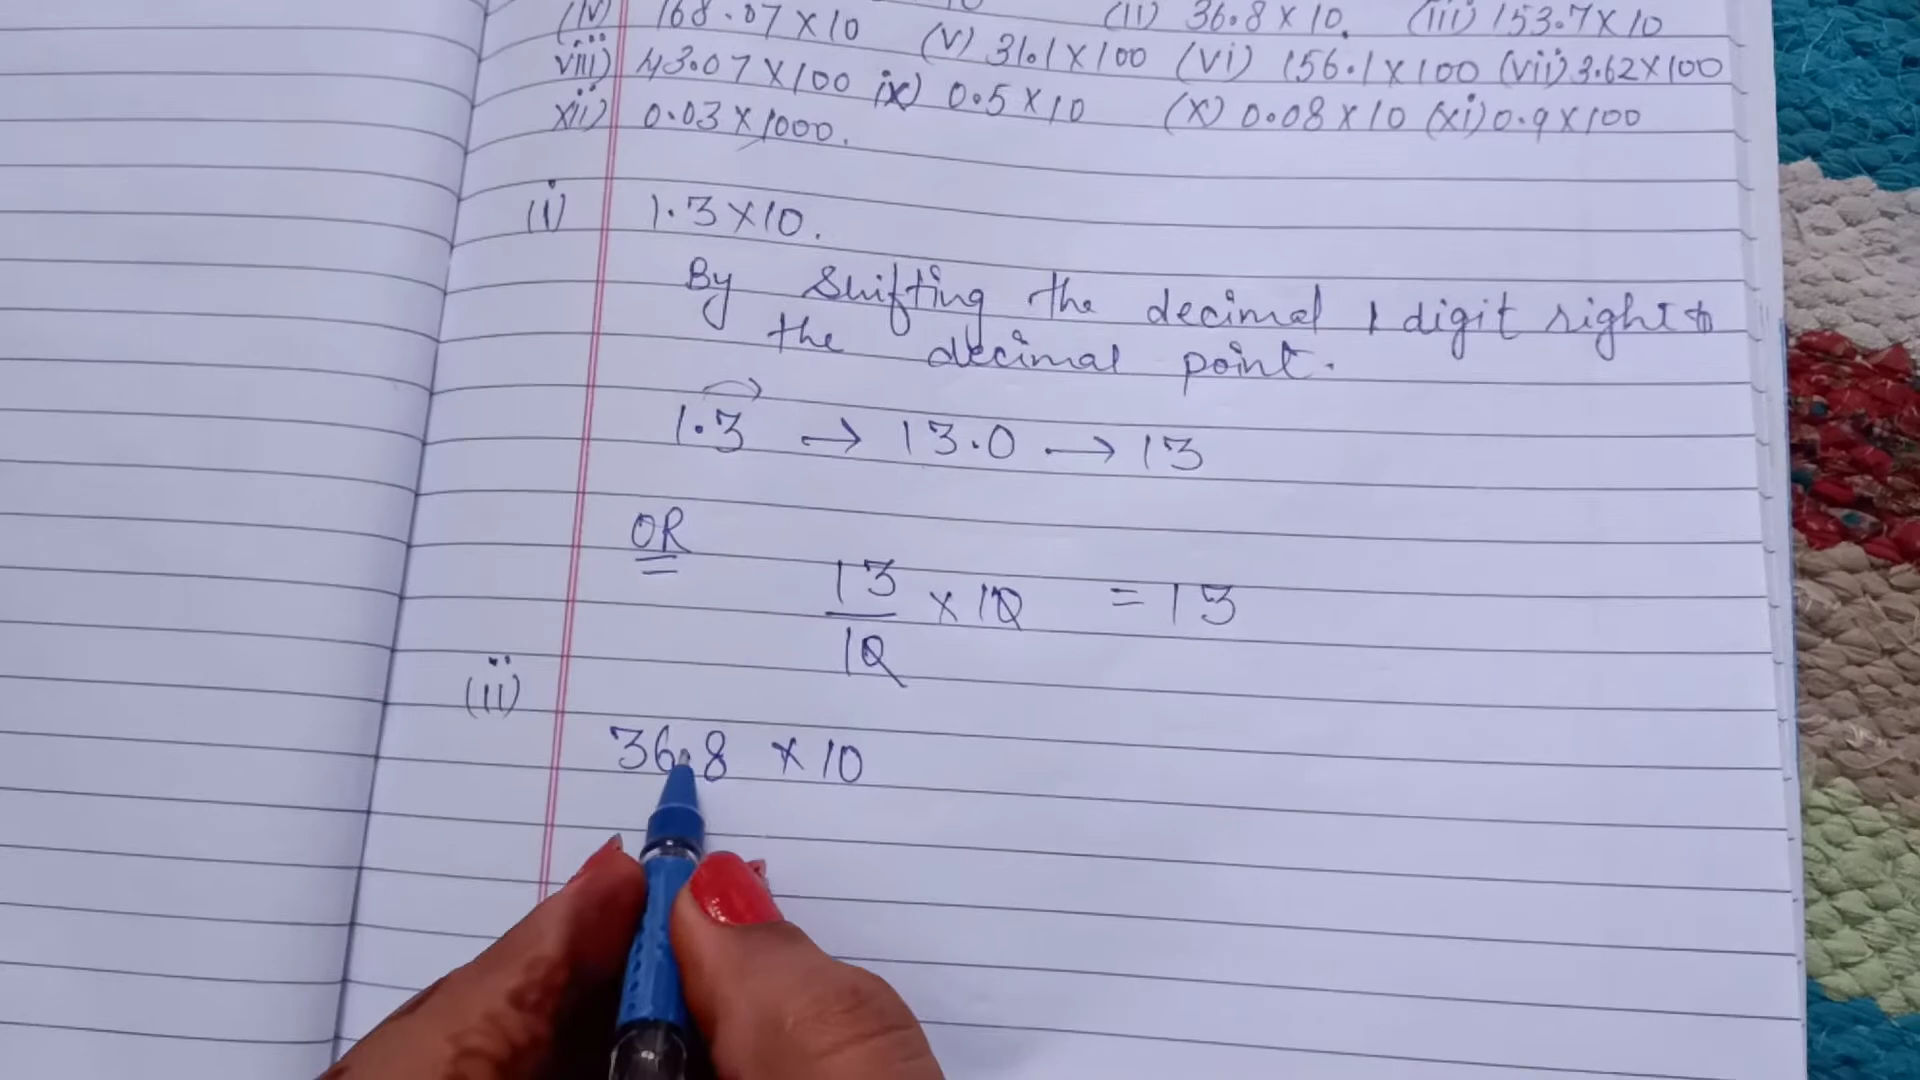 (ii) 36.8 × 10. (iii) 153.7 × 10
(iv) 168.07 × 10 (v) 31.1 × 100 (vi) 156.1 × 100 (vii) 3.62 × 100
viii) 43.07 × 100 ix) 0.5 × 10 (x) 0.08 × 10 (xi) 0.9 × 100
xii) 0.03 × 1000.
(i) 1.3 × 10.
By shifting the decimal 1 digit right to
the decimal point.
1.3 → 13.0 → 13
OR
13/10 × 10 = 13
(ii)
36.8 × 10